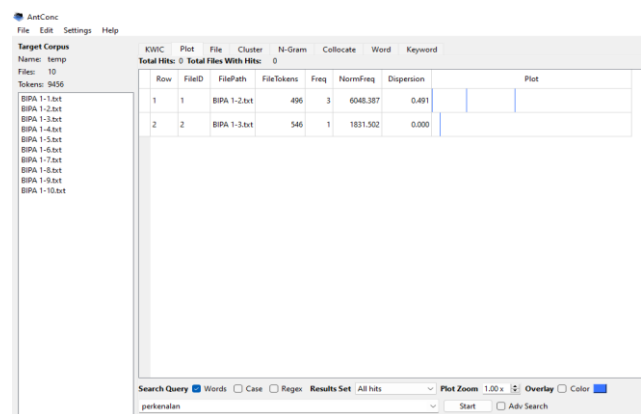 AntConc
File Edit Settings Help
Target Corpus
Name: temp
Files: 10
Tokens: 9456
BIPA 1-1.txt
BIPA 1-2.txt
BIPA 1-3.txt
BIPA 1-4.txt
BIPA 1-5.txt
BIPA 1-6.txt
BIPA 1-7.txt
BIPA 1-8.txt
BIPA 1-9.txt
BIPA 1-10.txt
KWIC Plot File Cluster N-Gram Collocate Word Keyword
Total Hits: 0 Total Files With Hits: 0
Row FileID FilePath FileTokens Freq NormFreq Dispersion Plot
1 1 BIPA 1-2.txt 496 3 6048.387 0.491
2 2 BIPA 1-3.txt 546 1 1831.502 0.000
Search Query Words Case Regex Results Set All hits Plot Zoom 1.00 x Overlay Color
perkenalan Start Adv Search